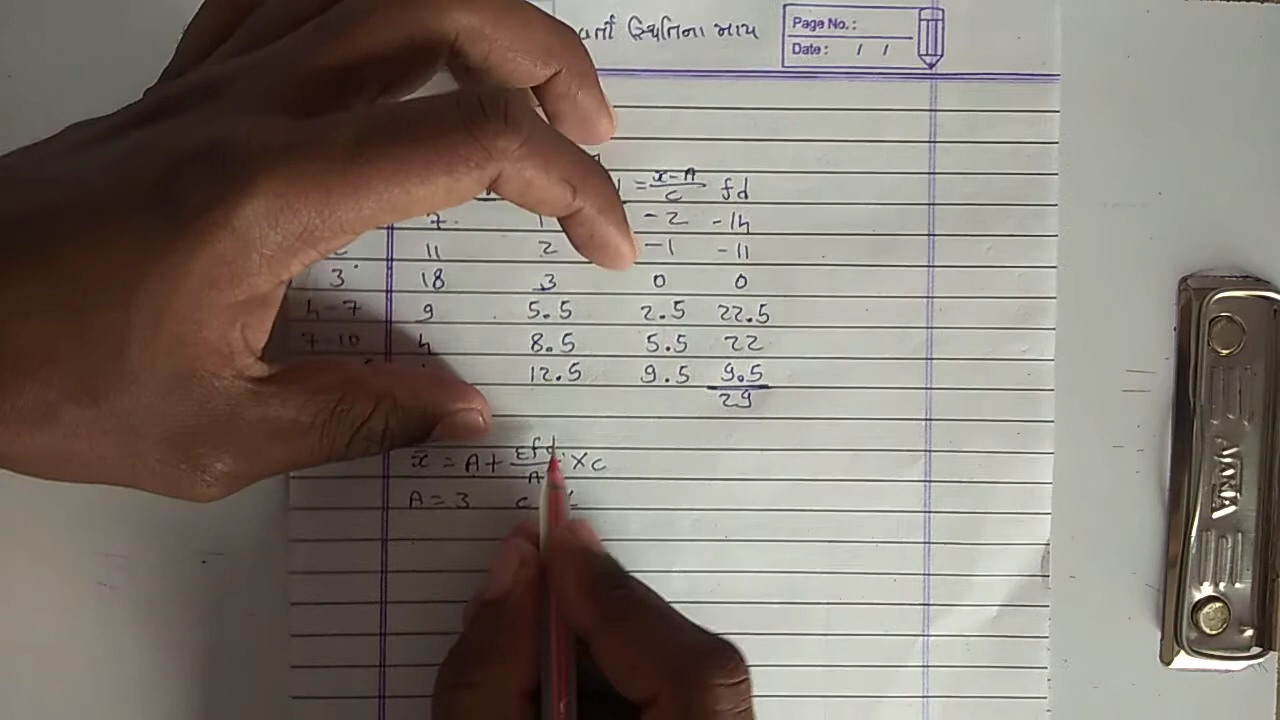 સ્થિતિના માપ
Page No.:
Date: / /
= x-A/c fd
7 1 -2 -14
11 2 -1 -11
3 18 3 0 0
4-7 9 5.5 2.5 22.5
7-10 4 8.5 5.5 22
12.5 9.5 9.5
29
x̄ = A + Σfd × c
A = 3 c
AJANTA